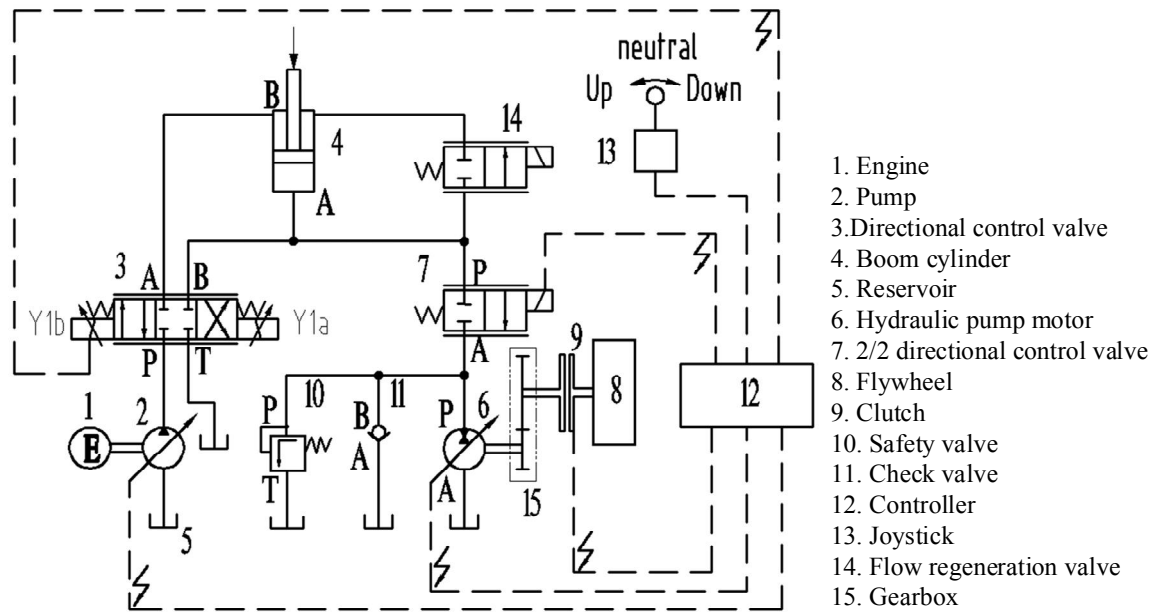 neutral
Up Down
B
14
4
13
A
3 A B
7 P
Y1b Y1a
P T
A
9
8
12
1 2
E
10 11
P B
P 6
A
T
A
15
5
1. Engine
2. Pump
3.Directional control valve
4. Boom cylinder
5. Reservoir
6. Hydraulic pump motor
7. 2/2 directional control valve
8. Flywheel
9. Clutch
10. Safety valve
11. Check valve
12. Controller
13. Joystick
14. Flow regeneration valve
15. Gearbox